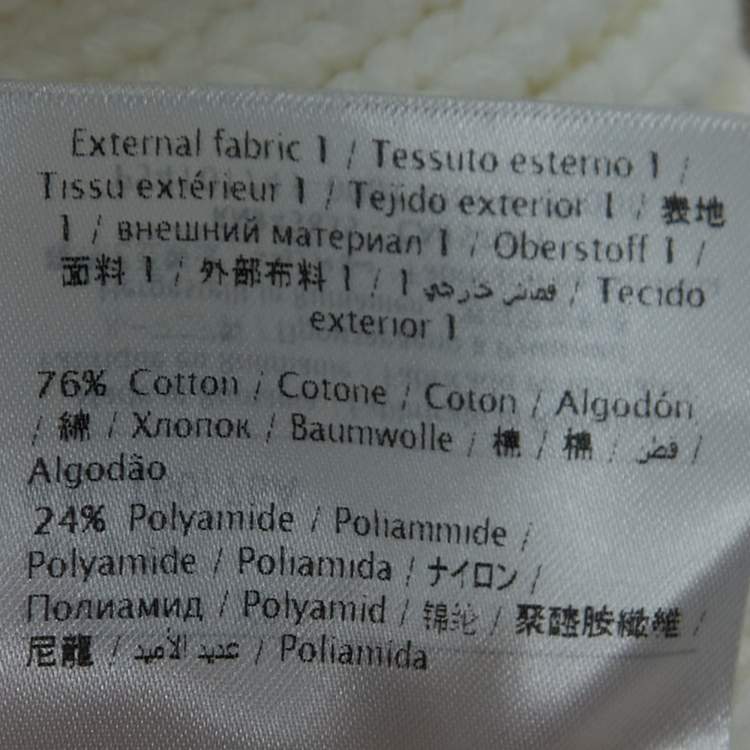 External fabric 1 / Tessuto esterno 1 /
Tissu extérieur 1 / Tejido exterior 1 / 表地
1 / внешний материал 1 / Oberstoff 1 /
面料 1 / 外部布料 1 / قماش خارجي 1 / Tecido
exterior 1
76% Cotton / Cotone / Coton / Algodón
/ 綿 / Хлопок / Baumwolle / 棉 / 棉 / قطن /
Algodão
24% Polyamide / Poliammide /
Polyamide / Poliamida / ナイロン /
Полиамид / Polyamid / 锦纶 / 聚醯胺纖維 /
尼龍 / عديد الأميد / Poliamida